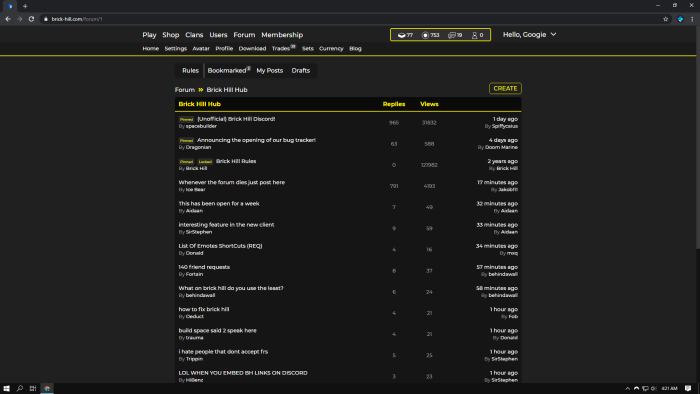 brick-hill.com/forum/1
Play Shop Clans Users Forum Membership
77 753 19 0
Hello, Googie
Home Settings Avatar Profile Download Trades Sets Currency Blog
Rules Bookmarked My Posts Drafts
Forum » Brick Hill Hub
CREATE
Brick Hill Hub Replies Views
Pinned (Unofficial) Brick Hill Discord! 965 31632 1 day ago
By spacebuilder By Spiffycaius
Pinned Announcing the opening of our bug tracker! 63 588 4 days ago
By Dragonian By Doom Marine
Pinned Locked Brick Hill Rules 0 121982 2 years ago
By Brick Hill By Brick Hill
Whenever the forum dies just post here 791 4193 17 minutes ago
By Ice Bear By Jakobf11
This has been open for a week 7 49 32 minutes ago
By Aidaan By Aidaan
interesting feature in the new client 9 59 33 minutes ago
By SirStephen By Aidaan
List Of Emotes ShortCuts (REQ) 4 16 34 minutes ago
By Donald By mxq
140 friend requests 8 37 57 minutes ago
By Fortain By behindawall
What on brick hill do you use the least? 6 24 58 minutes ago
By behindawall By behindawall
how to fix brick hill 4 21 1 hour ago
By Deduct By Fob
build space said 2 speak here 4 21 1 hour ago
By trauma By Donald
i hate people that dont accept frs 5 25 1 hour ago
By Trippin By SirStephen
LOL WHEN YOU EMBED BH LINKS ON DISCORD 3 23 1 hour ago
By HiBenz By SirStephen
4:21 AM